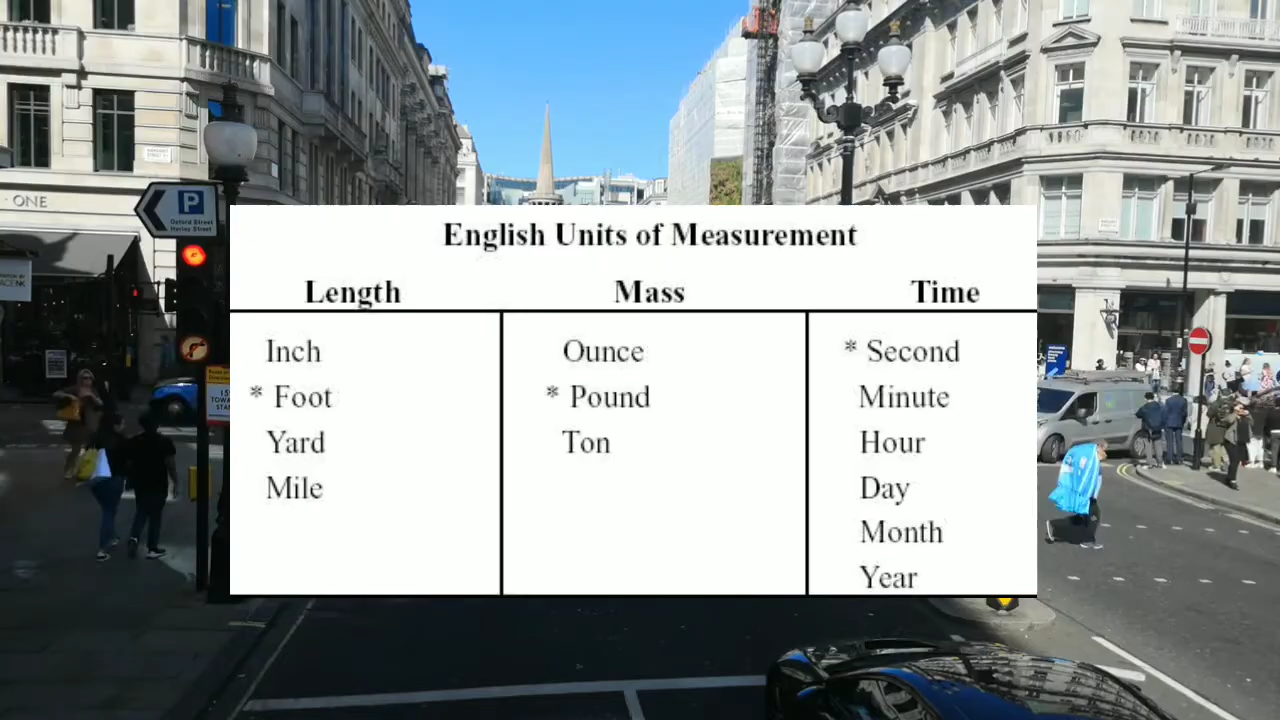 ONE
P
Oxford Street
Harley Street
English Units of Measurement
Length Mass Time
Inch Ounce * Second
* Foot * Pound Minute
Yard Ton Hour
Mile Day
Month
Year